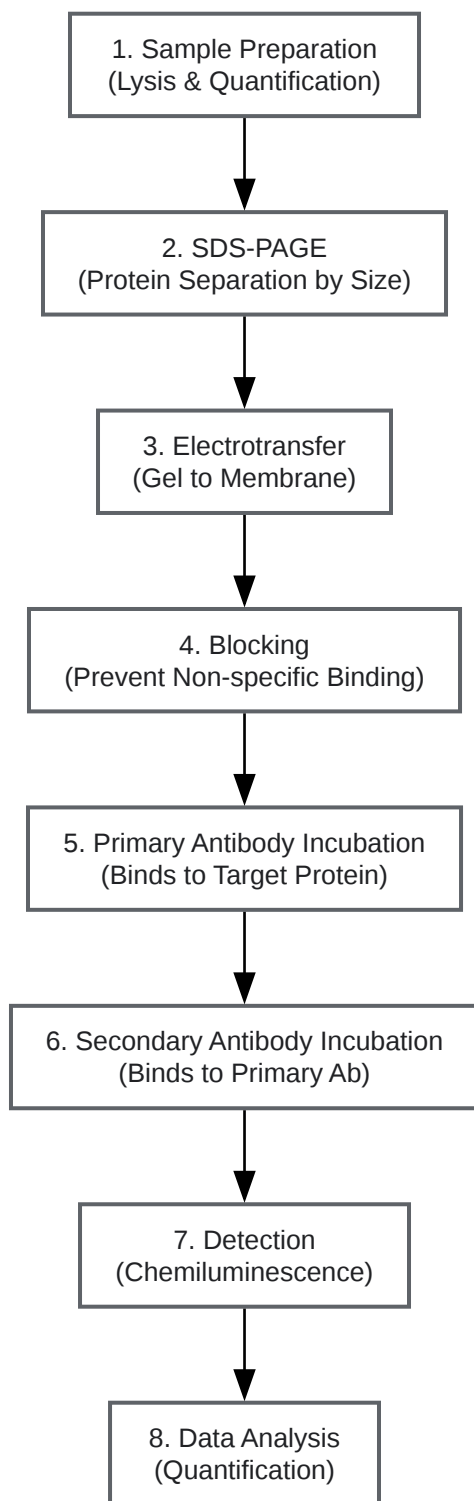 1. Sample Preparation
(Lysis & Quantification)
2. SDS-PAGE
(Protein Separation by Size)
3. Electrotransfer
(Gel to Membrane)
4. Blocking
(Prevent Non-specific Binding)
5. Primary Antibody Incubation
(Binds to Target Protein)
6. Secondary Antibody Incubation
(Binds to Primary Ab)
7. Detection
(Chemiluminescence)
8. Data Analysis
(Quantification)